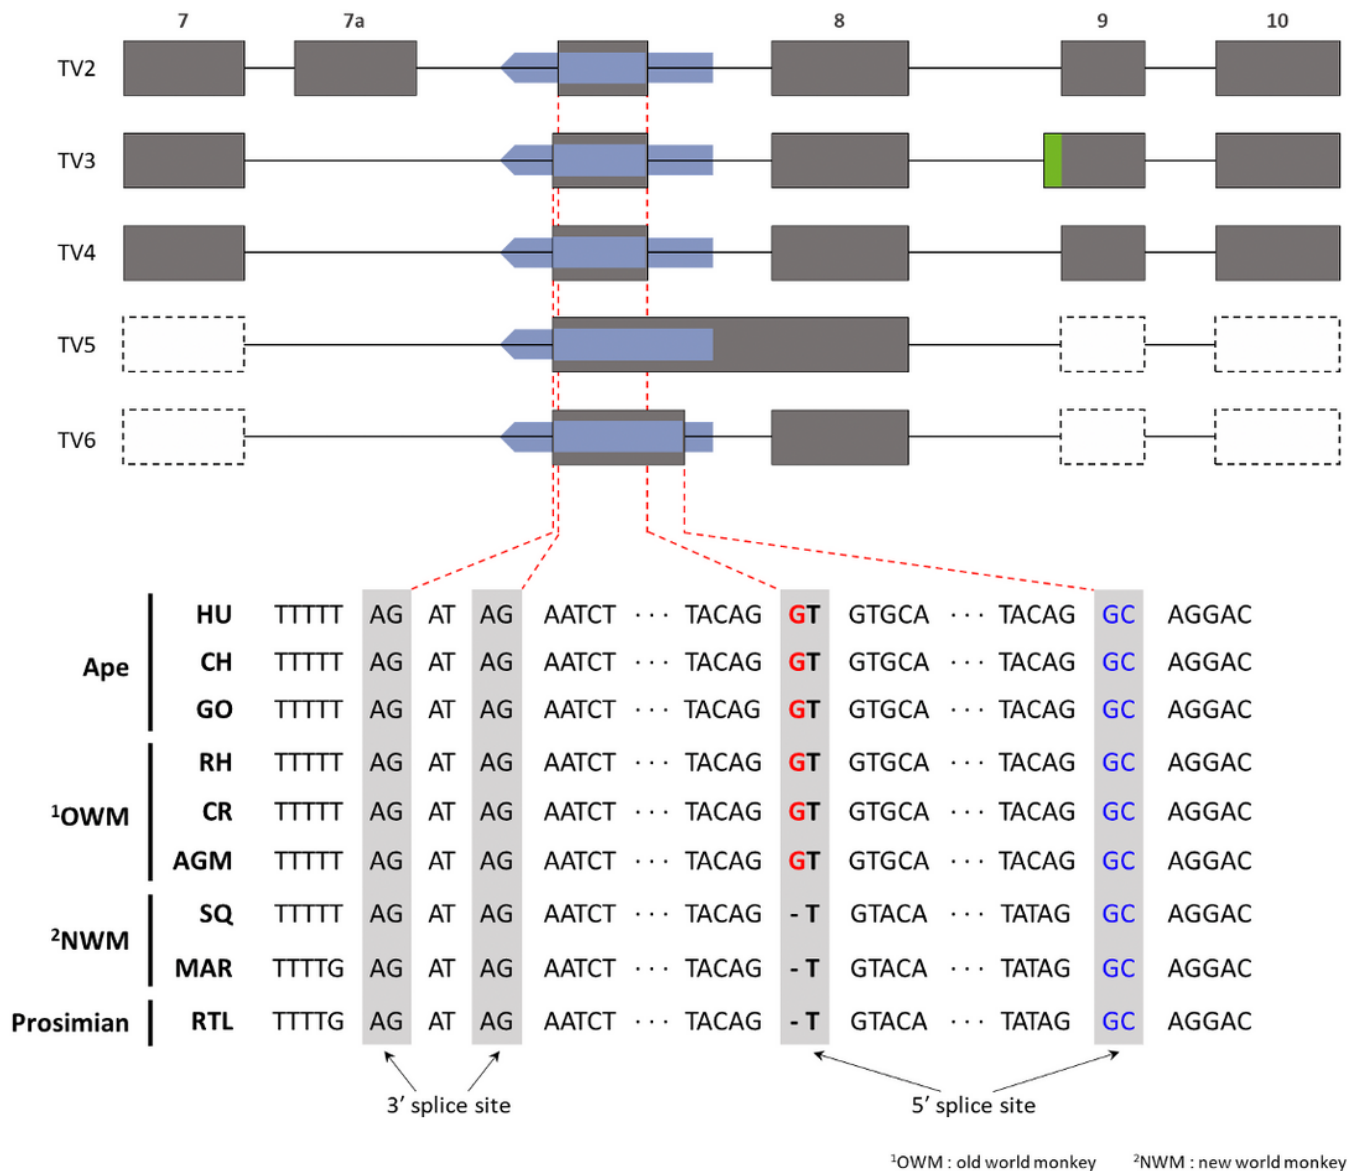 7 7a 8 9 10
TV2
TV3
TV4
TV5
TV6
HU TTTTT AG AT AG AATCT ··· TACAG GT GTGCA ··· TACAG GC AGGAC
Ape CH TTTTT AG AT AG AATCT ··· TACAG GT GTGCA ··· TACAG GC AGGAC
GO TTTTT AG AT AG AATCT ··· TACAG GT GTGCA ··· TACAG GC AGGAC
RH TTTTT AG AT AG AATCT ··· TACAG GT GTGCA ··· TACAG GC AGGAC
¹OWM CR TTTTT AG AT AG AATCT ··· TACAG GT GTGCA ··· TACAG GC AGGAC
AGM TTTTT AG AT AG AATCT ··· TACAG GT GTGCA ··· TACAG GC AGGAC
SQ TTTTT AG AT AG AATCT ··· TACAG -T GTACA ··· TATAG GC AGGAC
²NWM
MAR TTTTG AG AT AG AATCT ··· TACAG -T GTACA ··· TATAG GC AGGAC
Prosimian RTL TTTTG AG AT AG AATCT ··· TACAG -T GTACA ··· TATAG GC AGGAC
3′ splice site 5′ splice site
¹OWM : old world monkey ²NWM : new world monkey